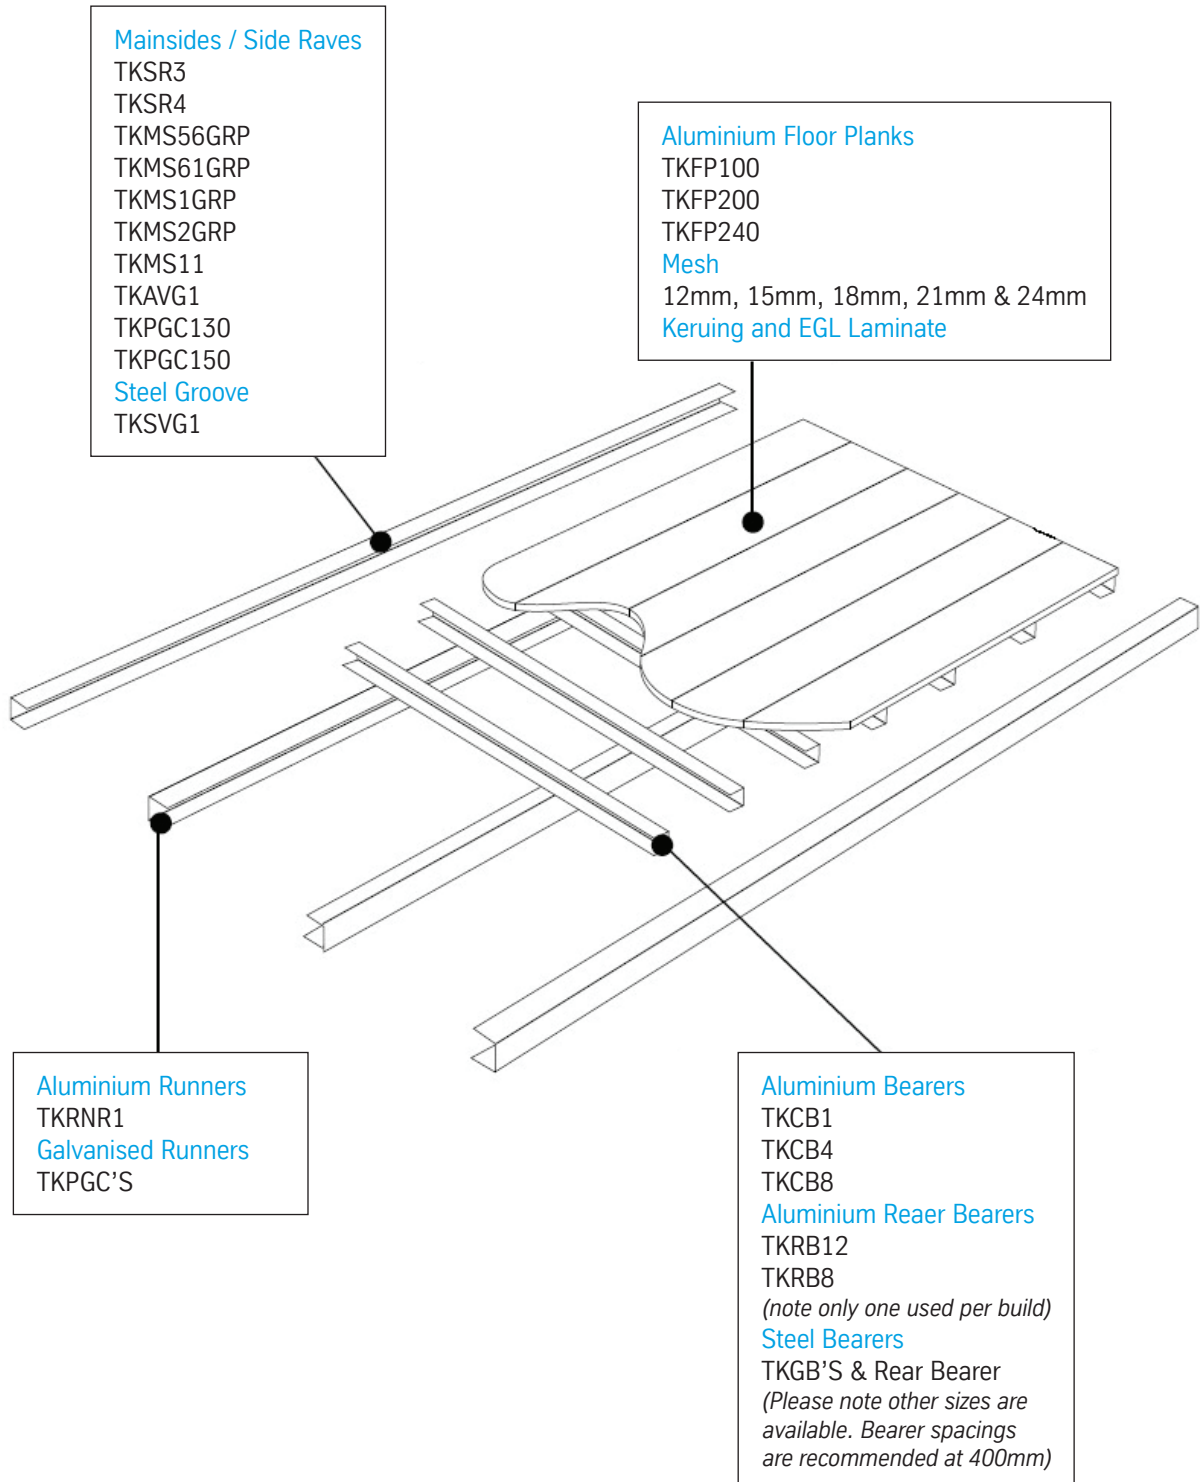 Mainsides / Side Raves
TKSR3
TKSR4
TKMS56GRP
TKMS61GRP
TKMS1GRP
TKMS2GRP
TKMS11
TKAVG1
TKPGC130
TKPGC150
Steel Groove
TKSVG1
Aluminium Floor Planks
TKFP100
TKFP200
TKFP240
Mesh
12mm, 15mm, 18mm, 21mm & 24mm
Keruing and EGL Laminate
Aluminium Runners
TKRNR1
Galvanised Runners
TKPGC’S
Aluminium Bearers
TKCB1
TKCB4
TKCB8
Aluminium Reaer Bearers
TKRB12
TKRB8
(note only one used per build)
Steel Bearers
TKGB’S & Rear Bearer
(Please note other sizes are
available. Bearer spacings
are recommended at 400mm)